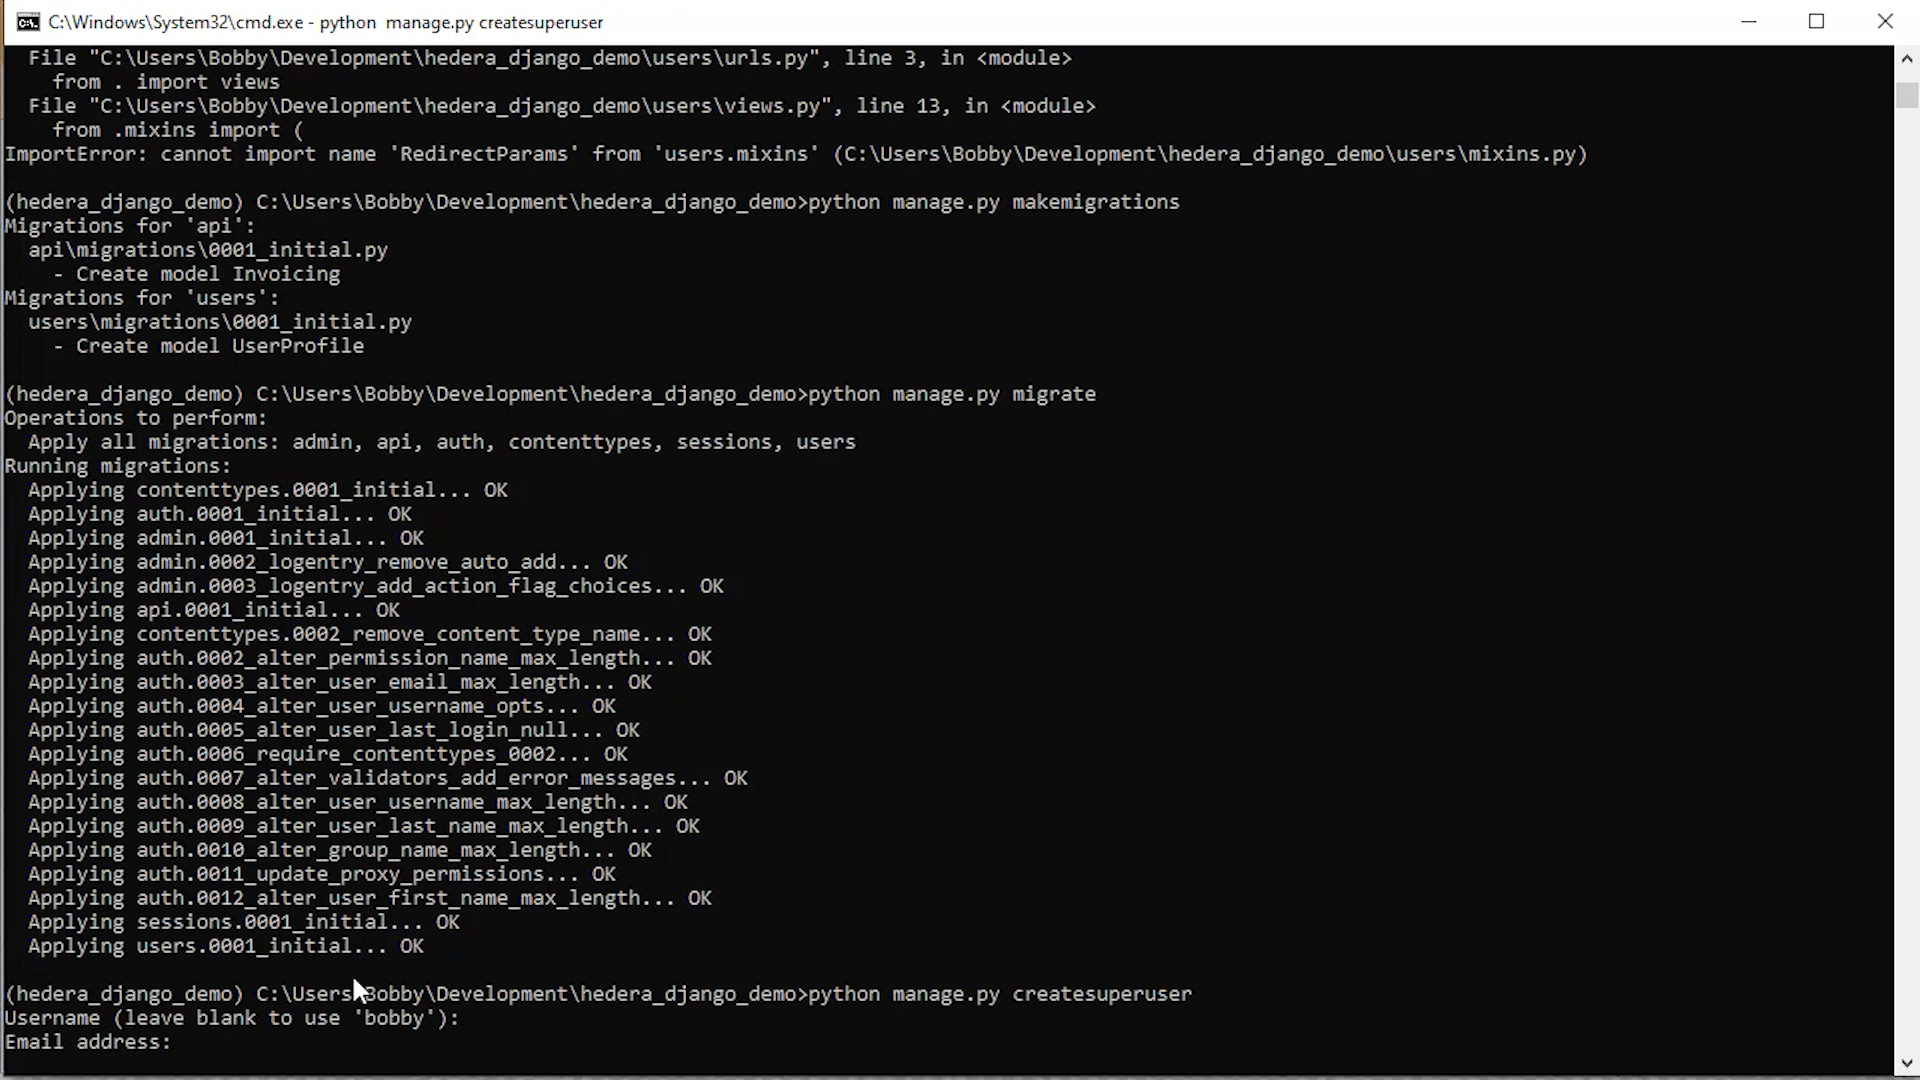 C:\Windows\System32\cmd.exe - python  manage.py createsuperuser
  File "C:\Users\Bobby\Development\hedera_django_demo\users\urls.py", line 3, in <module>
    from . import views
  File "C:\Users\Bobby\Development\hedera_django_demo\users\views.py", line 13, in <module>
    from .mixins import (
ImportError: cannot import name 'RedirectParams' from 'users.mixins' (C:\Users\Bobby\Development\hedera_django_demo\users\mixins.py)
(hedera_django_demo) C:\Users\Bobby\Development\hedera_django_demo>python manage.py makemigrations
Migrations for 'api':
  api\migrations\0001_initial.py
    - Create model Invoicing
Migrations for 'users':
  users\migrations\0001_initial.py
    - Create model UserProfile
(hedera_django_demo) C:\Users\Bobby\Development\hedera_django_demo>python manage.py migrate
Operations to perform:
  Apply all migrations: admin, api, auth, contenttypes, sessions, users
Running migrations:
  Applying contenttypes.0001_initial... OK
  Applying auth.0001_initial... OK
  Applying admin.0001_initial... OK
  Applying admin.0002_logentry_remove_auto_add... OK
  Applying admin.0003_logentry_add_action_flag_choices... OK
  Applying api.0001_initial... OK
  Applying contenttypes.0002_remove_content_type_name... OK
  Applying auth.0002_alter_permission_name_max_length... OK
  Applying auth.0003_alter_user_email_max_length... OK
  Applying auth.0004_alter_user_username_opts... OK
  Applying auth.0005_alter_user_last_login_null... OK
  Applying auth.0006_require_contenttypes_0002... OK
  Applying auth.0007_alter_validators_add_error_messages... OK
  Applying auth.0008_alter_user_username_max_length... OK
  Applying auth.0009_alter_user_last_name_max_length... OK
  Applying auth.0010_alter_group_name_max_length... OK
  Applying auth.0011_update_proxy_permissions... OK
  Applying auth.0012_alter_user_first_name_max_length... OK
  Applying sessions.0001_initial... OK
  Applying users.0001_initial... OK
(hedera_django_demo) C:\Users\Bobby\Development\hedera_django_demo>python manage.py createsuperuser
Username (leave blank to use 'bobby'):
Email address: